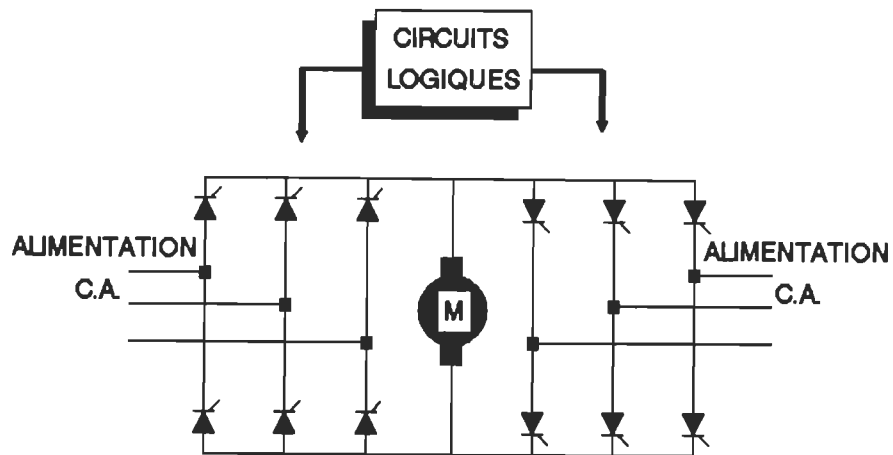 CIRCUITS
LOGIQUES
ALIMENTATION
C.A.
M
ALIMENTATION
C.A.